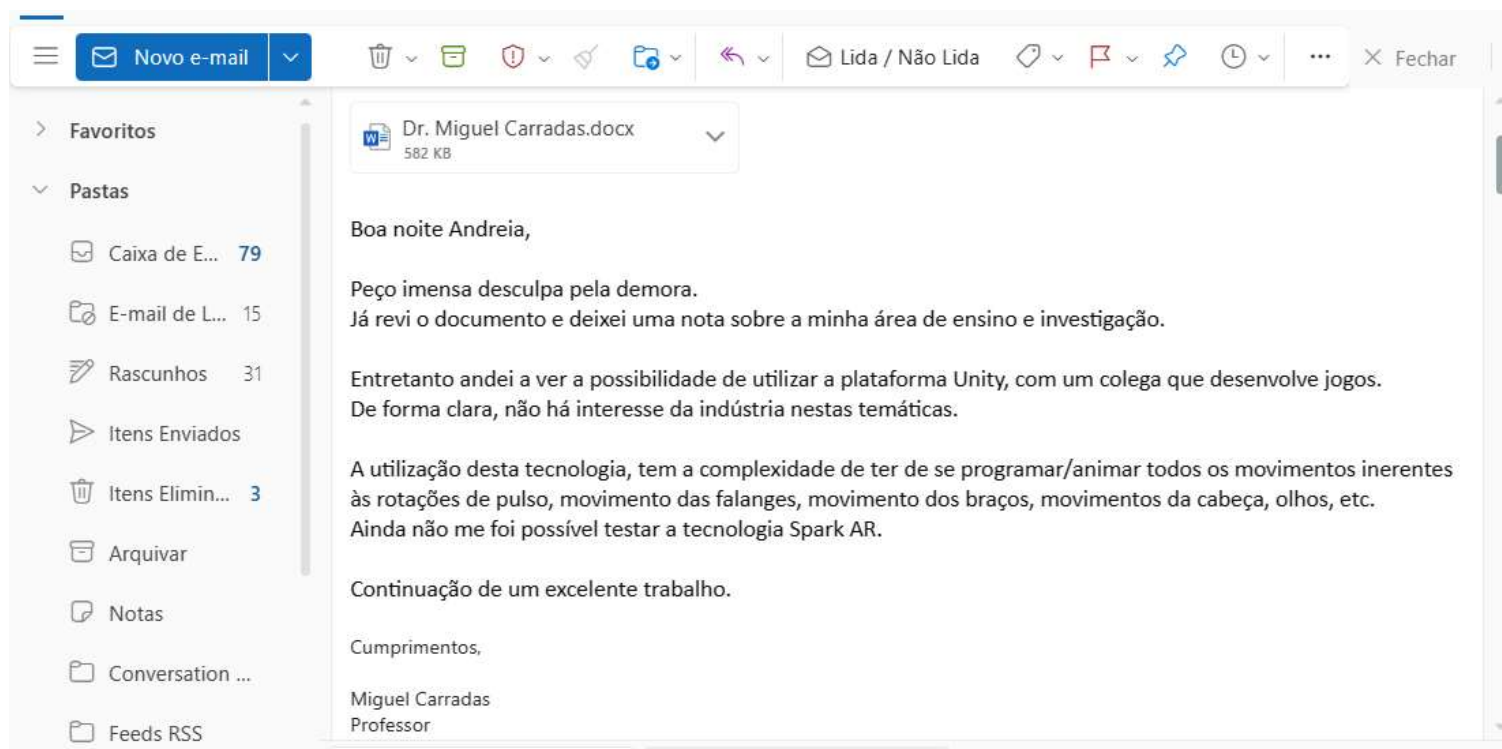 Novo e-mail
Lida / Não Lida
Fechar
Favoritos
Pastas
Caixa de E... 79
E-mail de L... 15
Rascunhos 31
Itens Enviados
Itens Elimin... 3
Arquivar
Notas
Conversation ...
Feeds RSS
Dr. Miguel Carradas.docx
582 KB
Boa noite Andreia,
Peço imensa desculpa pela demora.
Já revi o documento e deixei uma nota sobre a minha área de ensino e investigação.
Entretanto andei a ver a possibilidade de utilizar a plataforma Unity, com um colega que desenvolve jogos.
De forma clara, não há interesse da indústria nestas temáticas.
A utilização desta tecnologia, tem a complexidade de ter de se programar/animar todos os movimentos inerentes
às rotações de pulso, movimento das falanges, movimento dos braços, movimentos da cabeça, olhos, etc.
Ainda não me foi possível testar a tecnologia Spark AR.
Continuação de um excelente trabalho.
Cumprimentos,
Miguel Carradas
Professor